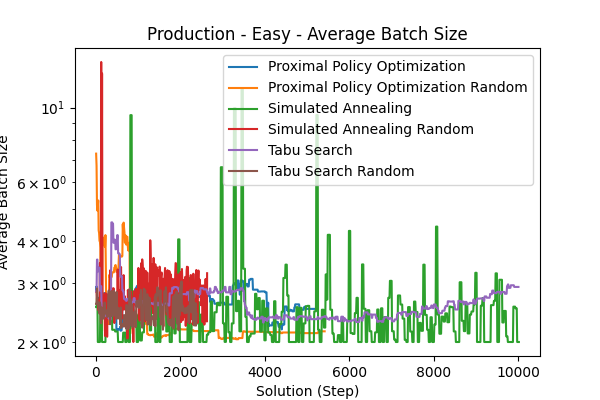 Production - Easy - Average Batch Size
Average Batch Size
10¹
6 × 10⁰
4 × 10⁰
3 × 10⁰
2 × 10⁰
Proximal Policy Optimization
Proximal Policy Optimization Random
Simulated Annealing
Simulated Annealing Random
Tabu Search
Tabu Search Random
0 2000 4000 6000 8000 10000
Solution (Step)